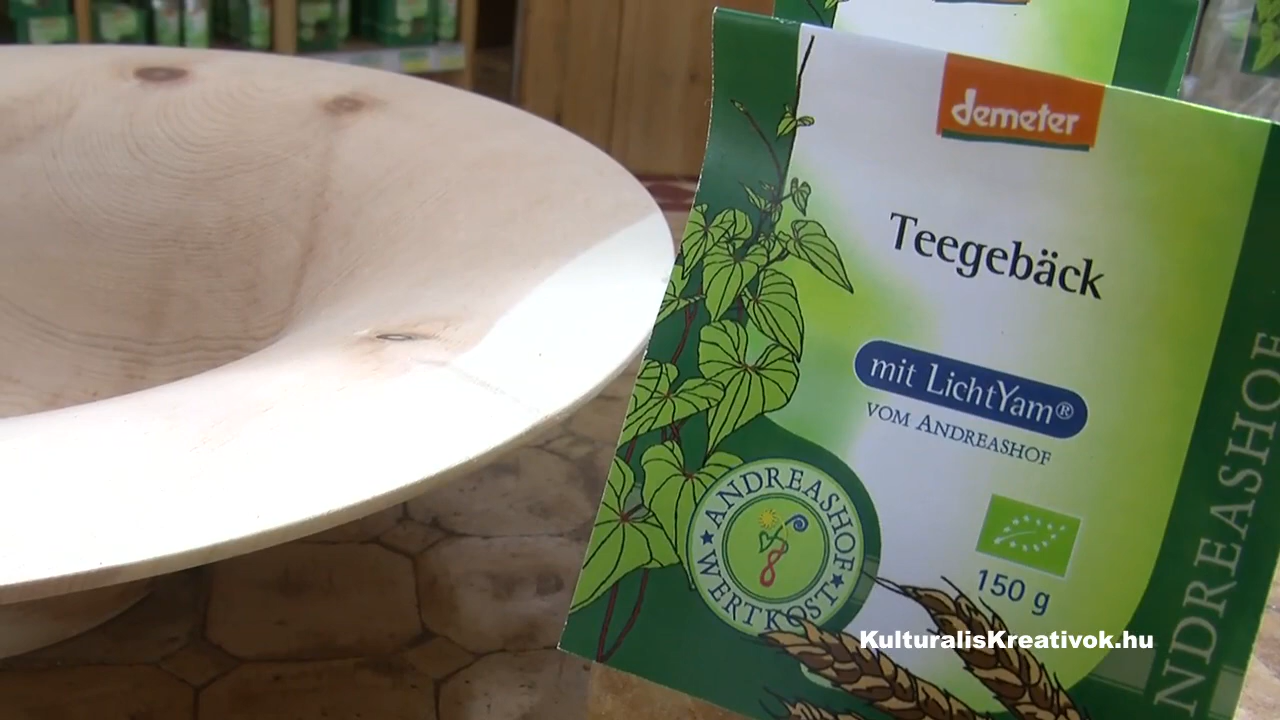 demeter
Teegebäck
mit LichtYam®
VOM ANDREASHOF
ANDREASHOF
★ WERTKOST ★
150 g
KulturalisKreativok.hu
NDREASHOF